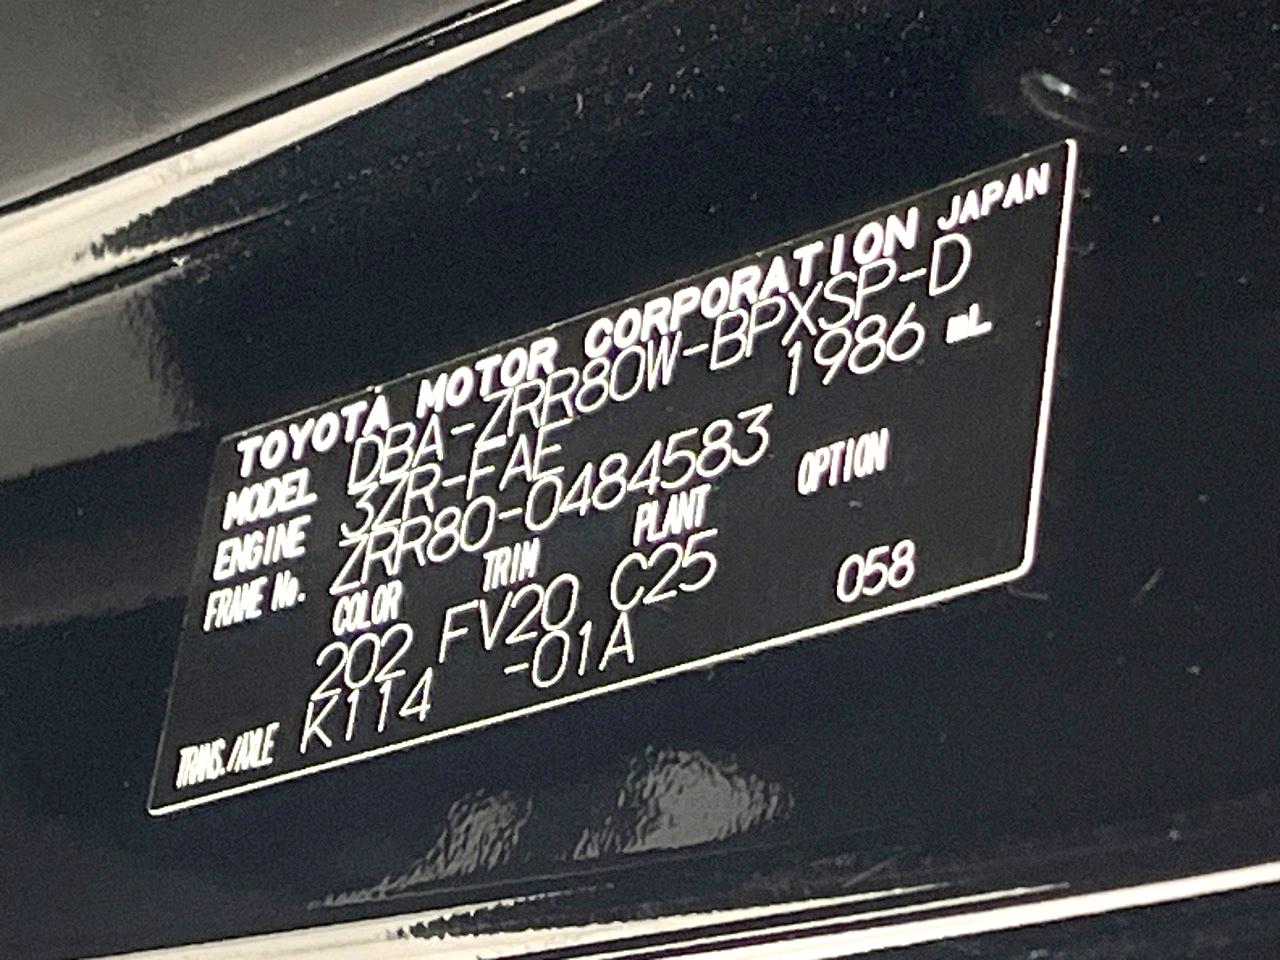 TOYOTA MOTOR CORPORATION JAPAN
MODEL DBA-ZRR80W-BPXSP-D
ENGINE 3ZR-FAE 1986 mL
FRAME No. ZRR80-0484583
COLOR TRIM PLANT OPTION
202 FV20 C25 058
TRANS./AXLE K114 -01A